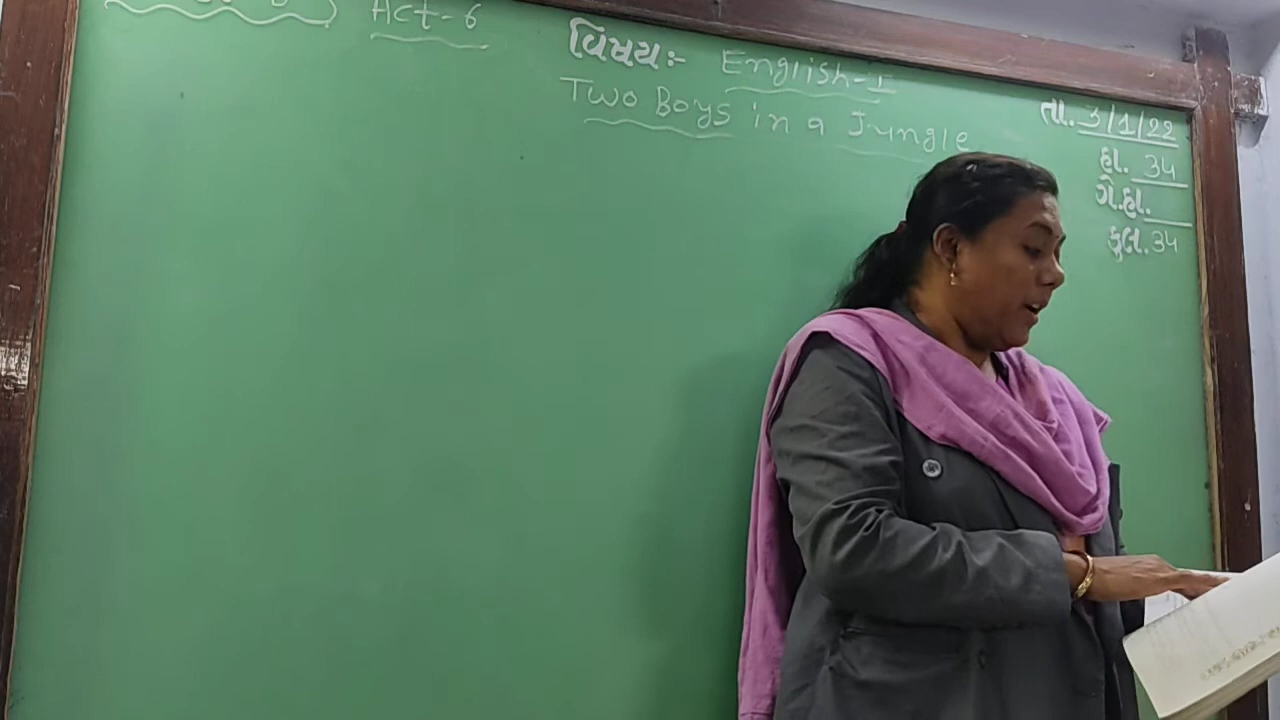 Act-6
વિષય:- English-I
Two Boys in a Jungle
તા. 3/1/22
હા. 34
ગે.હા.
કુલ. 34